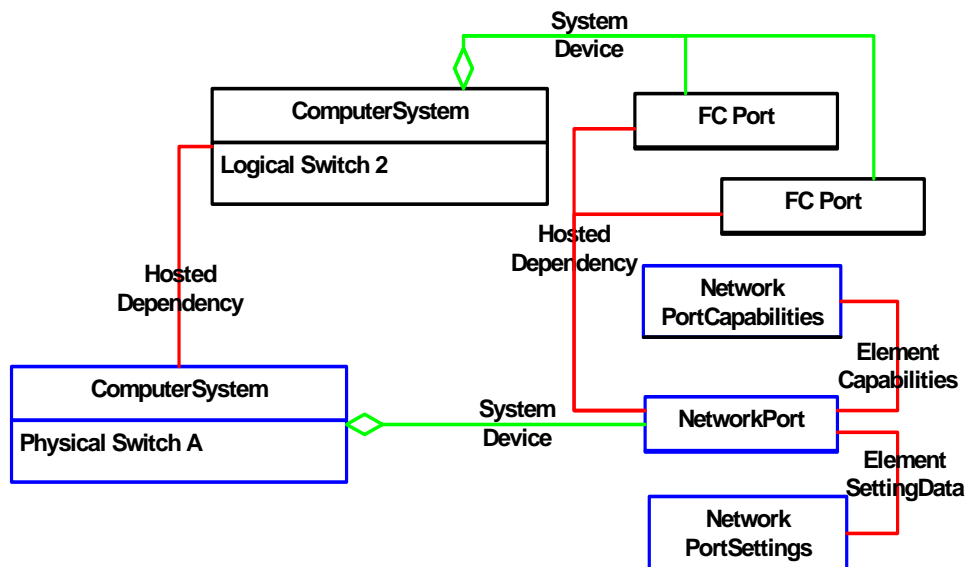 System
Device
ComputerSystem
Logical Switch 2
FC Port
FC Port
Hosted
Dependency
Hosted
Dependency
Network
PortCapabilities
Element
Capabilities
ComputerSystem
Physical Switch A
System
Device
NetworkPort
Element
SettingData
Network
PortSettings